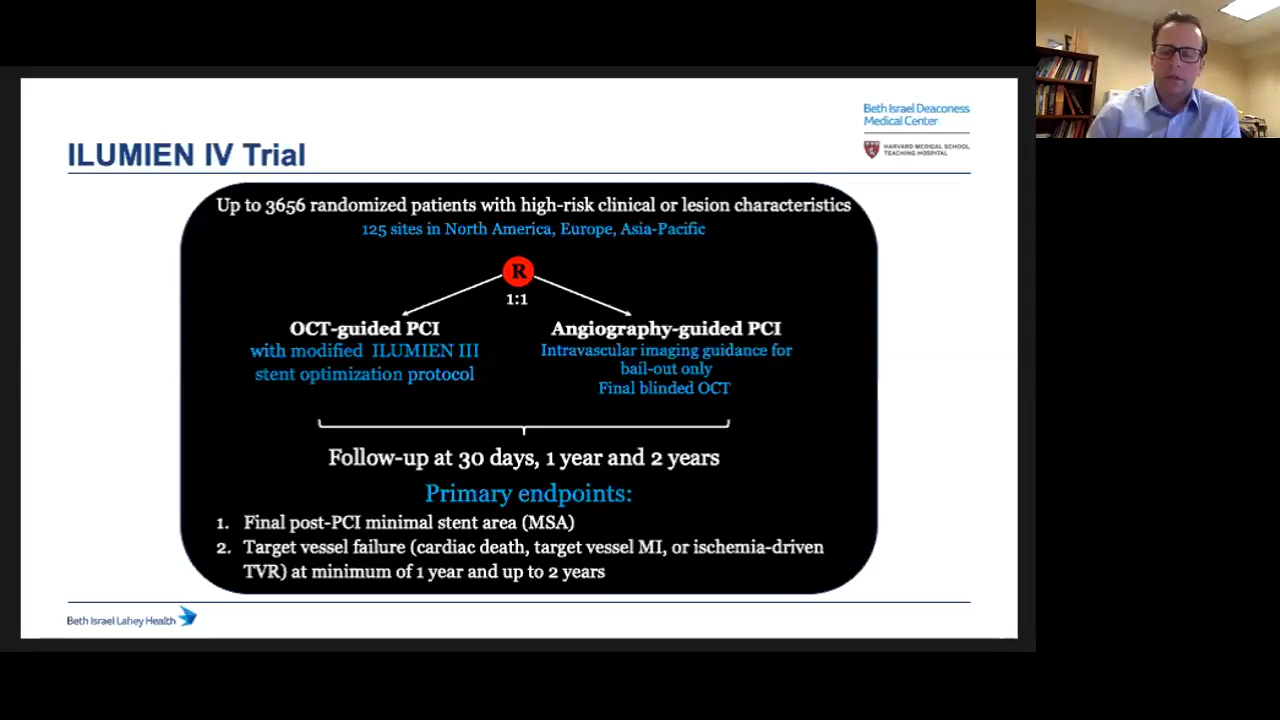 Beth Israel Deaconess
Medical Center
HARVARD MEDICAL SCHOOL
TEACHING HOSPITAL
ILUMIEN IV Trial
Up to 3656 randomized patients with high-risk clinical or lesion characteristics
125 sites in North America, Europe, Asia-Pacific
R
1:1
OCT-guided PCI
with modified ILUMIEN III
stent optimization protocol
Angiography-guided PCI
Intravascular imaging guidance for
bail-out only
Final blinded OCT
Follow-up at 30 days, 1 year and 2 years
Primary endpoints:
1. Final post-PCI minimal stent area (MSA)
2. Target vessel failure (cardiac death, target vessel MI, or ischemia-driven
TVR) at minimum of 1 year and up to 2 years
Beth Israel Lahey Health